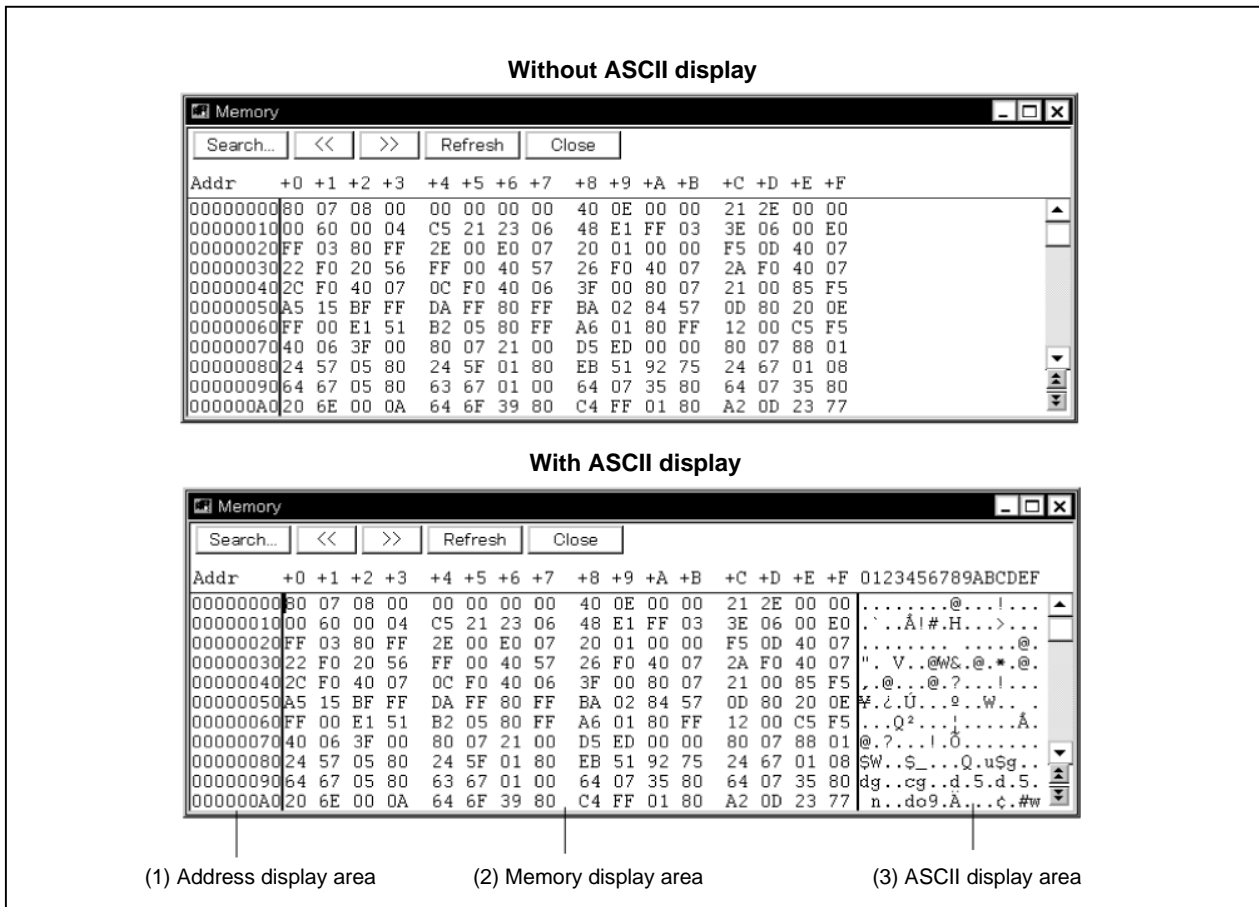 Without ASCII display
Memory
Search... << >> Refresh Close
Addr +0 +1 +2 +3 +4 +5 +6 +7 +8 +9 +A +B +C +D +E +F
00000000 80 07 08 00 00 00 00 00 40 0E 00 00 21 2E 00 00
00000010 00 60 00 04 C5 21 23 06 48 E1 FF 03 3E 06 00 E0
00000020 FF 03 80 FF 2E 00 E0 07 20 01 00 00 F5 0D 40 07
00000030 22 F0 20 56 FF 00 40 57 26 F0 40 07 2A F0 40 07
00000040 2C F0 40 07 0C F0 40 06 3F 00 80 07 21 00 85 F5
00000050 A5 15 BF FF DA FF 80 FF BA 02 84 57 0D 80 20 0E
00000060 FF 00 E1 51 B2 05 80 FF A6 01 80 FF 12 00 C5 F5
00000070 40 06 3F 00 80 07 21 00 D5 ED 00 00 80 07 88 01
00000080 24 57 05 80 24 5F 01 80 EB 51 92 75 24 67 01 08
00000090 64 67 05 80 63 67 01 00 64 07 35 80 64 07 35 80
000000A0 20 6E 00 0A 64 6F 39 80 C4 FF 01 80 A2 0D 23 77
With ASCII display
Memory
Search... << >> Refresh Close
Addr +0 +1 +2 +3 +4 +5 +6 +7 +8 +9 +A +B +C +D +E +F 0123456789ABCDEF
00000000 80 07 08 00 00 00 00 00 40 0E 00 00 21 2E 00 00 ........@...!...
00000010 00 60 00 04 C5 21 23 06 48 E1 FF 03 3E 06 00 E0 .`..Å!#.H...>...
00000020 FF 03 80 FF 2E 00 E0 07 20 01 00 00 F5 0D 40 07 ........ .....@.
00000030 22 F0 20 56 FF 00 40 57 26 F0 40 07 2A F0 40 07 ". V..@W&.@.*.@.
00000040 2C F0 40 07 0C F0 40 06 3F 00 80 07 21 00 85 F5 ,.@...@.?...!...
00000050 A5 15 BF FF DA FF 80 FF BA 02 84 57 0D 80 20 0E ¥.¿.Ú...º..W.. .
00000060 FF 00 E1 51 B2 05 80 FF A6 01 80 FF 12 00 C5 F5 ...Q²...¦.....Å.
00000070 40 06 3F 00 80 07 21 00 D5 ED 00 00 80 07 88 01 @.?...!.Õ.......
00000080 24 57 05 80 24 5F 01 80 EB 51 92 75 24 67 01 08 $W..$_...Q.u$g..
00000090 64 67 05 80 63 67 01 00 64 07 35 80 64 07 35 80 dg..cg..d.5.d.5.
000000A0 20 6E 00 0A 64 6F 39 80 C4 FF 01 80 A2 0D 23 77 n..do9.Ä...¢.#w
(1) Address display area (2) Memory display area (3) ASCII display area